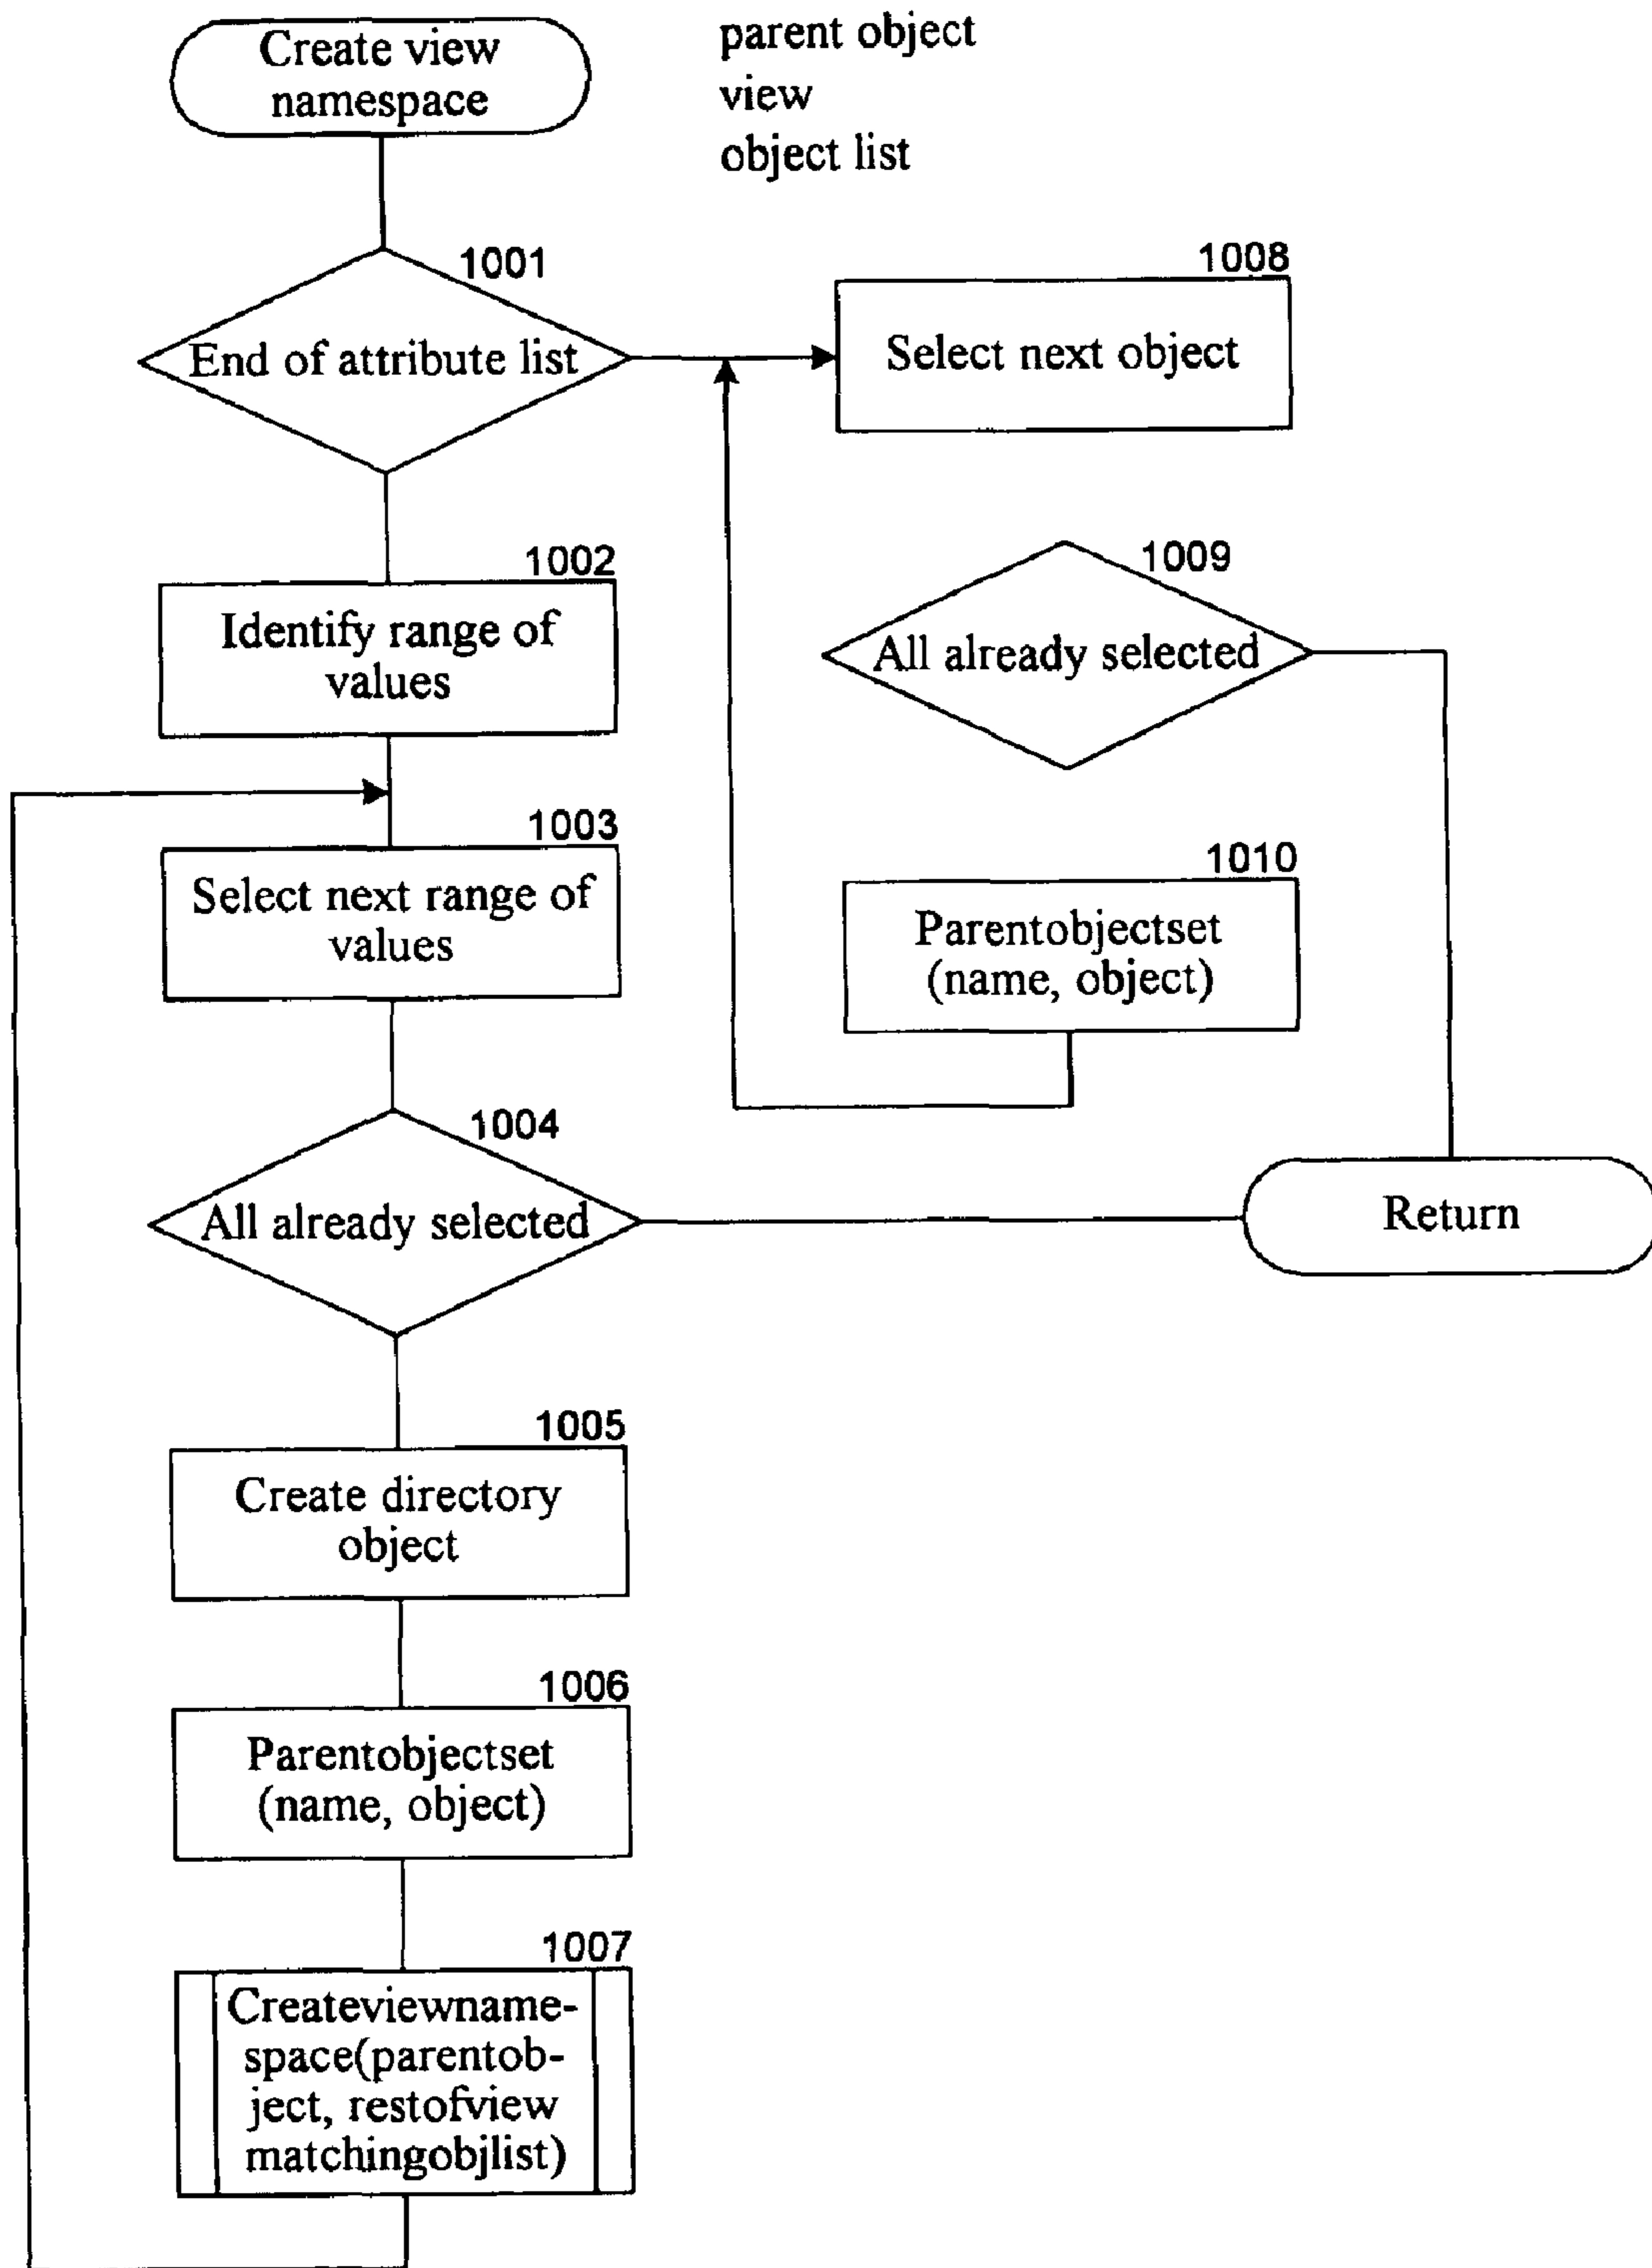 Create view
namespace
parent object
view
object list
1001
End of attribute list
1008
Select next object
1002
Identify range of
values
1009
All already selected
1003
Select next range of
values
1010
Parentobjectset
(name, object)
1004
All already selected
Return
1005
Create directory
object
1006
Parentobjectset
(name, object)
1007
Createviewname-
space(parentob-
ject, restofview
matchingobjlist)